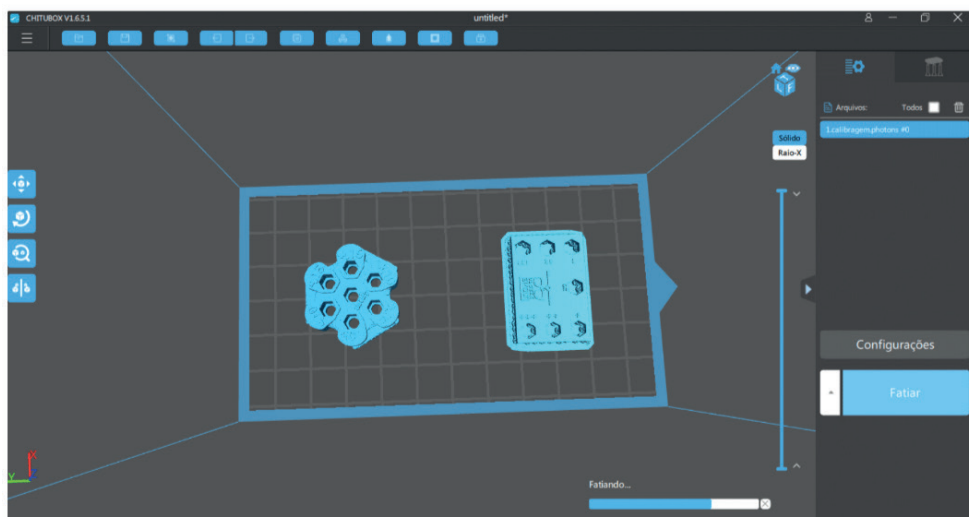 CHITUBOX V1.6.5.1
untitled*
Arquivos:
Todos
1.calibragem.photons #0
Sólido
Raio-X
Configurações
Fatiar
Fatiando...
X
Y
Z
L
F